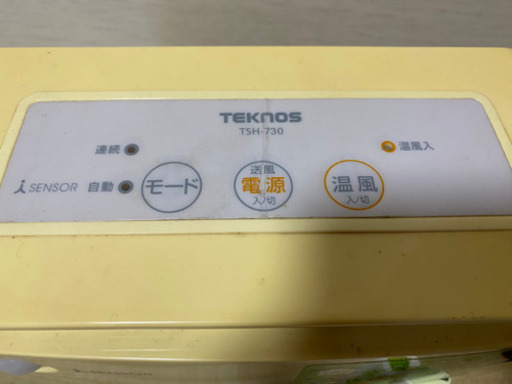 TEKNOS
TSH-730
連続
温風入
i SENSOR 自動
モード
送風
電源
入/切
温風
入/切